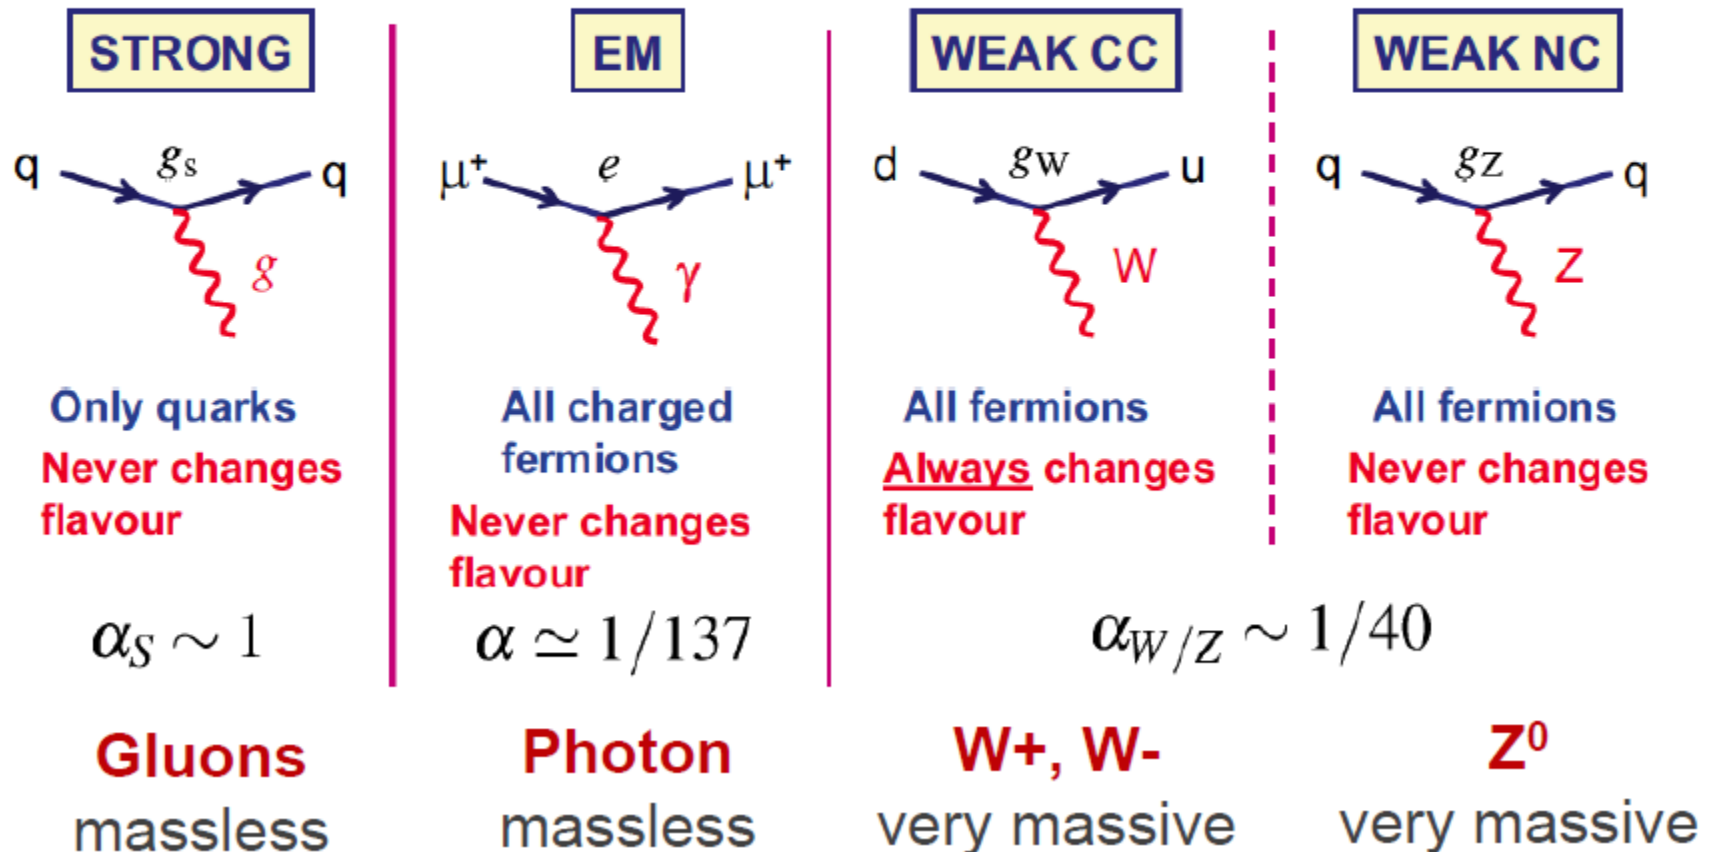 STRONG
EM
WEAK CC
WEAK NC
q
gs
q
g
μ+
e
μ+
γ
d
gW
u
W
q
gZ
q
Z
Only quarks
Never changes
flavour
All charged
fermions
Never changes
flavour
All fermions
Always changes
flavour
All fermions
Never changes
flavour
αS ∼ 1
α ≃ 1/137
αW/Z ∼ 1/40
Gluons
massless
Photon
massless
W+, W-
very massive
Z⁰
very massive